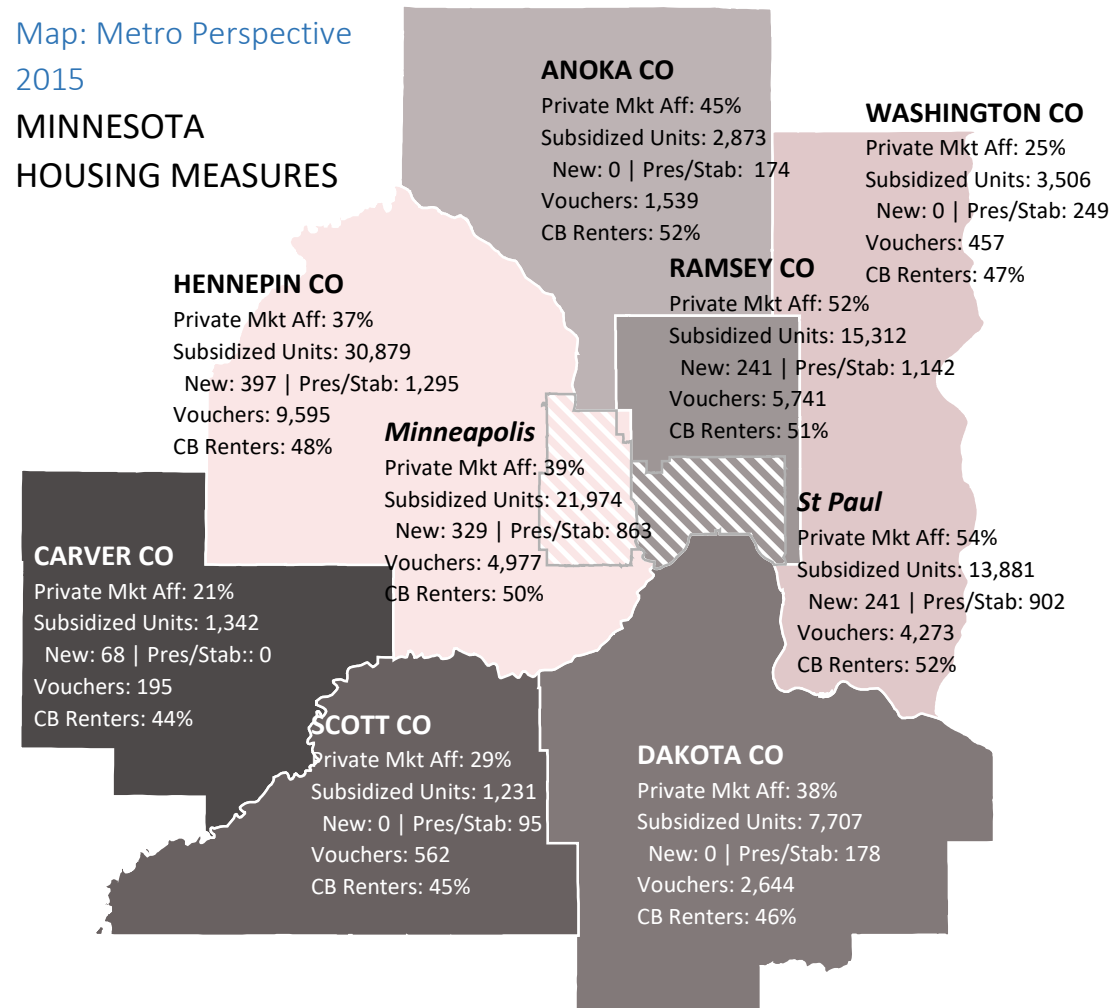 Map: Metro Perspective
2015
MINNESOTA
HOUSING MEASURES
ANOKA CO
Private Mkt Aff: 45%
Subsidized Units: 2,873
New: 0 | Pres/Stab:  174
Vouchers: 1,539
CB Renters: 52%
WASHINGTON CO
Private Mkt Aff: 25%
Subsidized Units: 3,506
New: 0 | Pres/Stab: 249
Vouchers: 457
CB Renters: 47%
HENNEPIN CO
Private Mkt Aff: 37%
Subsidized Units: 30,879
New: 397 | Pres/Stab: 1,295
Vouchers: 9,595
CB Renters: 48%
RAMSEY CO
Private Mkt Aff: 52%
Subsidized Units: 15,312
New: 241 | Pres/Stab: 1,142
Vouchers: 5,741
CB Renters: 51%
Minneapolis
Private Mkt Aff: 39%
Subsidized Units: 21,974
New: 329 | Pres/Stab: 863
Vouchers: 4,977
CB Renters: 50%
St Paul
Private Mkt Aff: 54%
Subsidized Units: 13,881
New: 241 | Pres/Stab: 902
Vouchers: 4,273
CB Renters: 52%
CARVER CO
Private Mkt Aff: 21%
Subsidized Units: 1,342
New: 68 | Pres/Stab:: 0
Vouchers: 195
CB Renters: 44%
SCOTT CO
Private Mkt Aff: 29%
Subsidized Units: 1,231
New: 0 | Pres/Stab: 95
Vouchers: 562
CB Renters: 45%
DAKOTA CO
Private Mkt Aff: 38%
Subsidized Units: 7,707
New: 0 | Pres/Stab: 178
Vouchers: 2,644
CB Renters: 46%